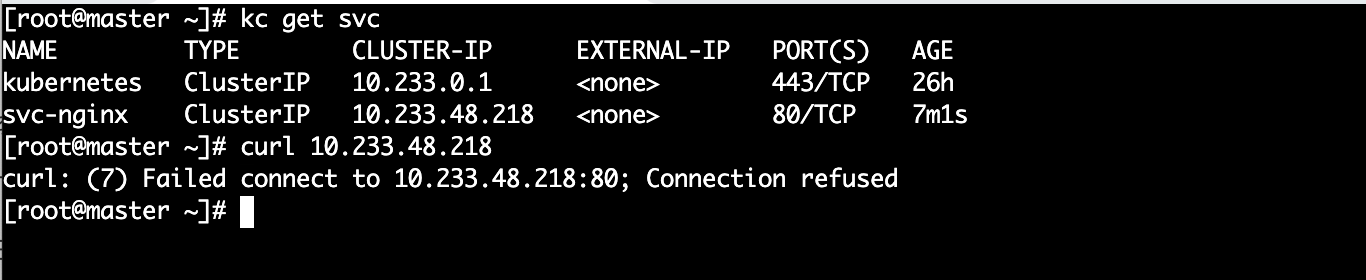 [root@master ~]# kc get svc
NAME TYPE CLUSTER-IP EXTERNAL-IP PORT(S) AGE
kubernetes ClusterIP 10.233.0.1 <none> 443/TCP 26h
svc-nginx ClusterIP 10.233.48.218 <none> 80/TCP 7m1s
[root@master ~]# curl 10.233.48.218
curl: (7) Failed connect to 10.233.48.218:80; Connection refused
[root@master ~]#